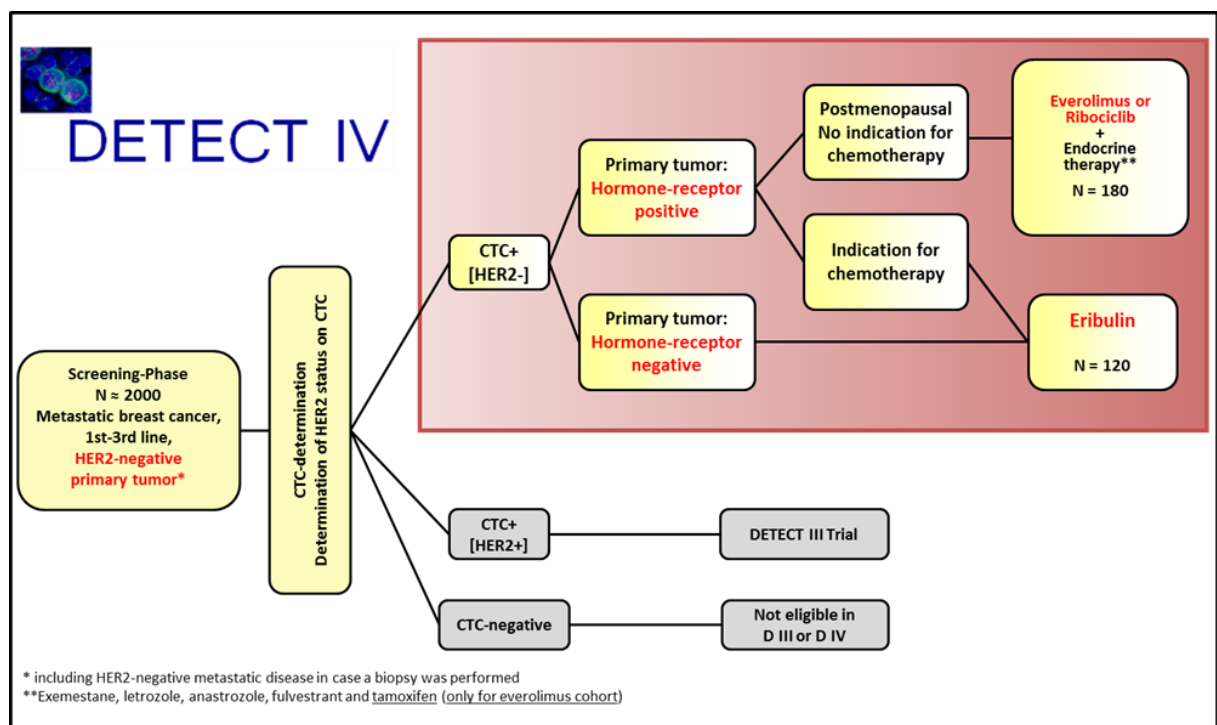 DETECT IV
Screening-Phase
N ≈ 2000
Metastatic breast cancer,
1st-3rd line,
HER2-negative
primary tumor*
CTC-determination
Determination of HER2 status on CTC
CTC+
[HER2-]
Primary tumor:
Hormone-receptor
positive
Postmenopausal
No indication for
chemotherapy
Everolimus or
Ribociclib
+
Endocrine
therapy**
N = 180
Indication for
chemotherapy
Primary tumor:
Hormone-receptor
negative
Eribulin
N = 120
CTC+
[HER2+]
DETECT III Trial
CTC-negative
Not eligible in
D III or D IV
* including HER2-negative metastatic disease in case a biopsy was performed
**Exemestane, letrozole, anastrozole, fulvestrant and tamoxifen (only for everolimus cohort)